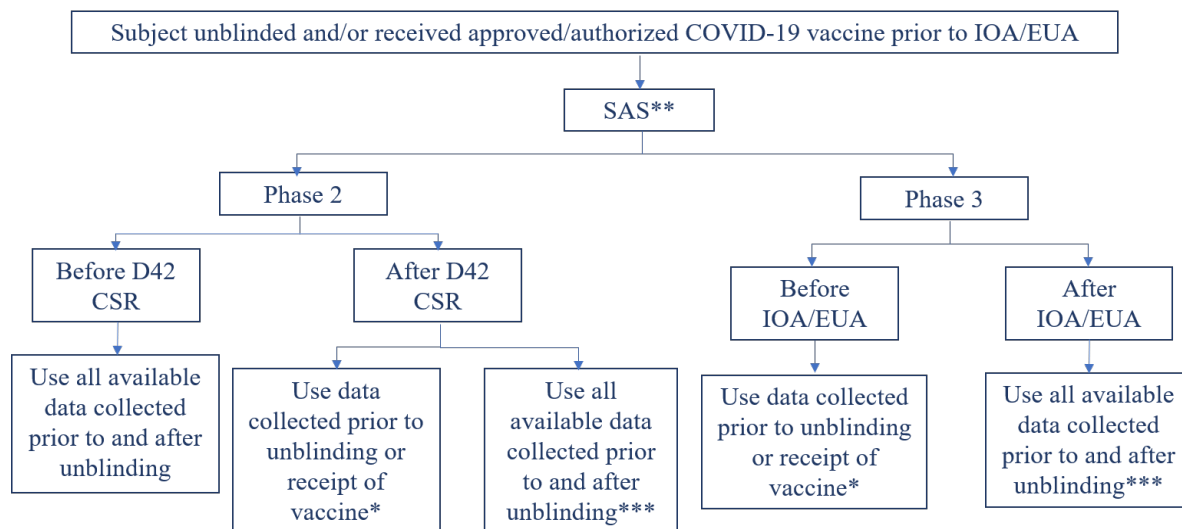 Subject unblinded and/or received approved/authorized COVID-19 vaccine prior to IOA/EUA
SAS**
Phase 2
Phase 3
Before D42
CSR
After D42
CSR
Before
IOA/EUA
After
IOA/EUA
Use all available
data collected
prior to and after
unblinding
Use data
collected prior to
unblinding or
receipt of
vaccine*
Use all
available data
collected prior
to and after
unblinding***
Use data collected
prior to unblinding
or receipt of
vaccine*
Use all available
data collected
prior to and after
unblinding***